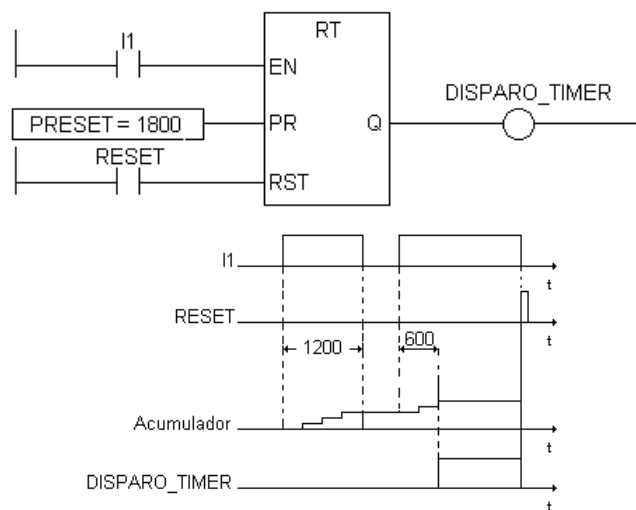 RT
I1
EN
DISPARO_TIMER
PRESET = 1800
PR
Q
RESET
RST
I1
t
RESET
t
1200
600
Acumulador
t
DISPARO_TIMER
t